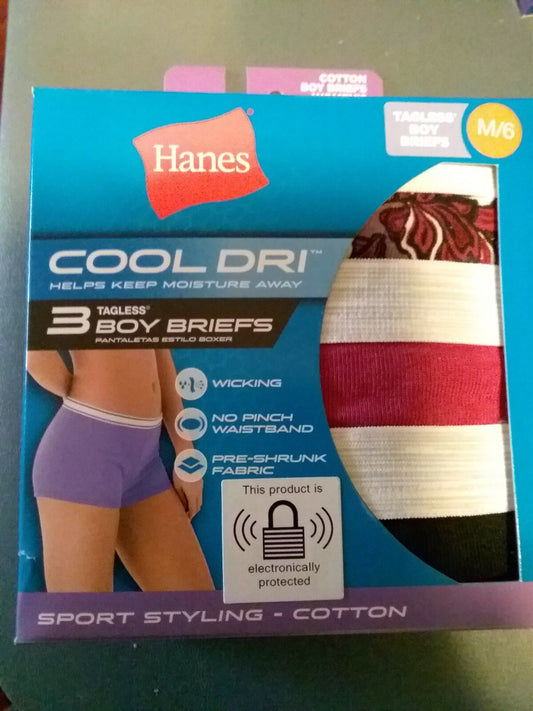 COTTON
BOY BRIEFS
TAGLESS®
BOY
BRIEFS
M/6
Hanes®
COOL DRI™
HELPS KEEP MOISTURE AWAY
3 TAGLESS®
BOY BRIEFS
PANTALETAS ESTILO BOXER
WICKING
NO PINCH
WAISTBAND
PRE-SHRUNK
FABRIC
This product is
electronically
protected
SPORT STYLING - COTTON